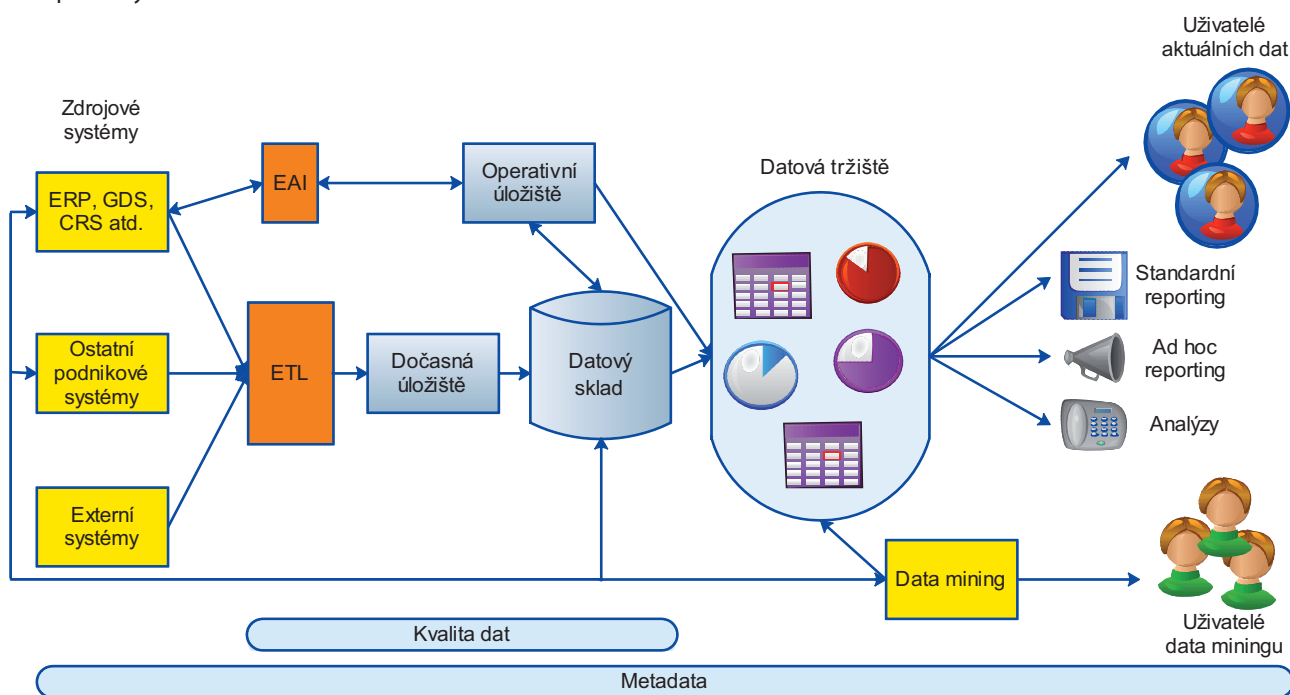 Uživatelé
aktuálních dat
Zdrojové
systémy
EAI
Operativní
úložiště
Datová tržiště
ERP, GDS,
CRS atd.
Standardní
reporting
Ostatní
podnikové
systémy
ETL
Dočasná
úložiště
Datový
sklad
Ad hoc
reporting
Analýzy
Externí
systémy
Data mining
Uživatelé
data miningu
Kvalita dat
Metadata